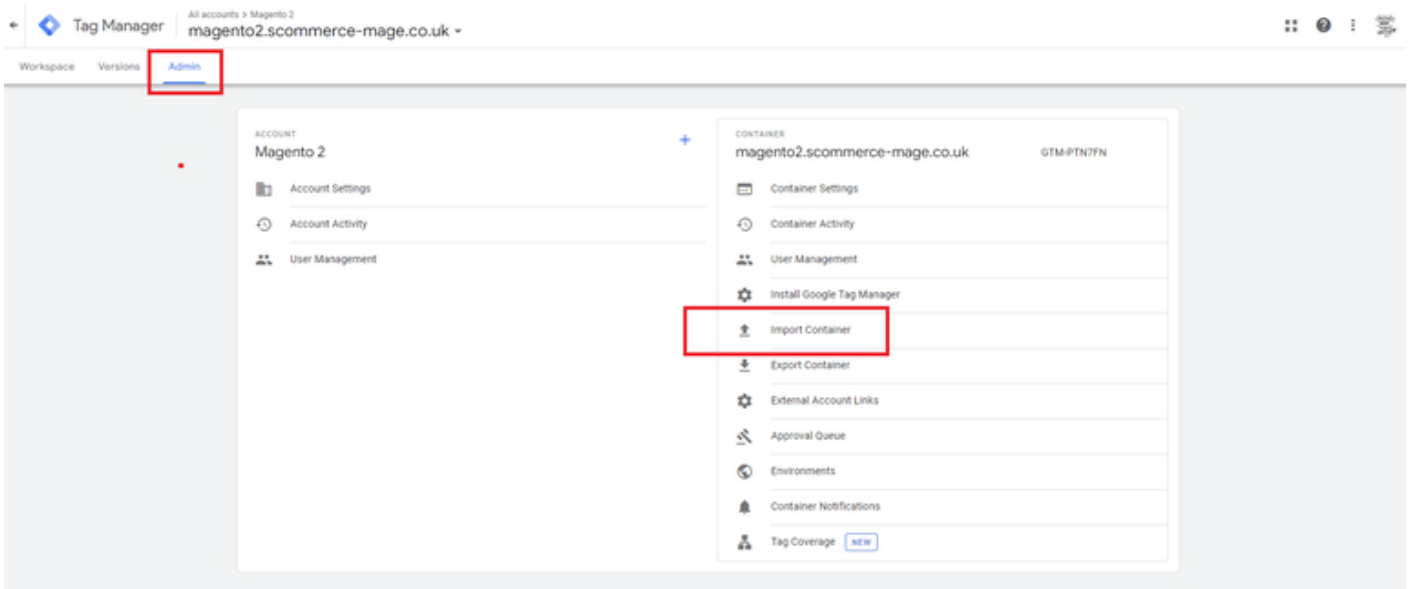 All accounts > Magento 2
Tag Manager
magento2.scommerce-mage.co.uk
Workspace Versions Admin
ACCOUNT
Magento 2
Account Settings
Account Activity
User Management
CONTAINER
magento2.scommerce-mage.co.uk GTM-PTN7FN
Container Settings
Container Activity
User Management
Install Google Tag Manager
Import Container
Export Container
External Account Links
Approval Queue
Environments
Container Notifications
Tag Coverage NEW